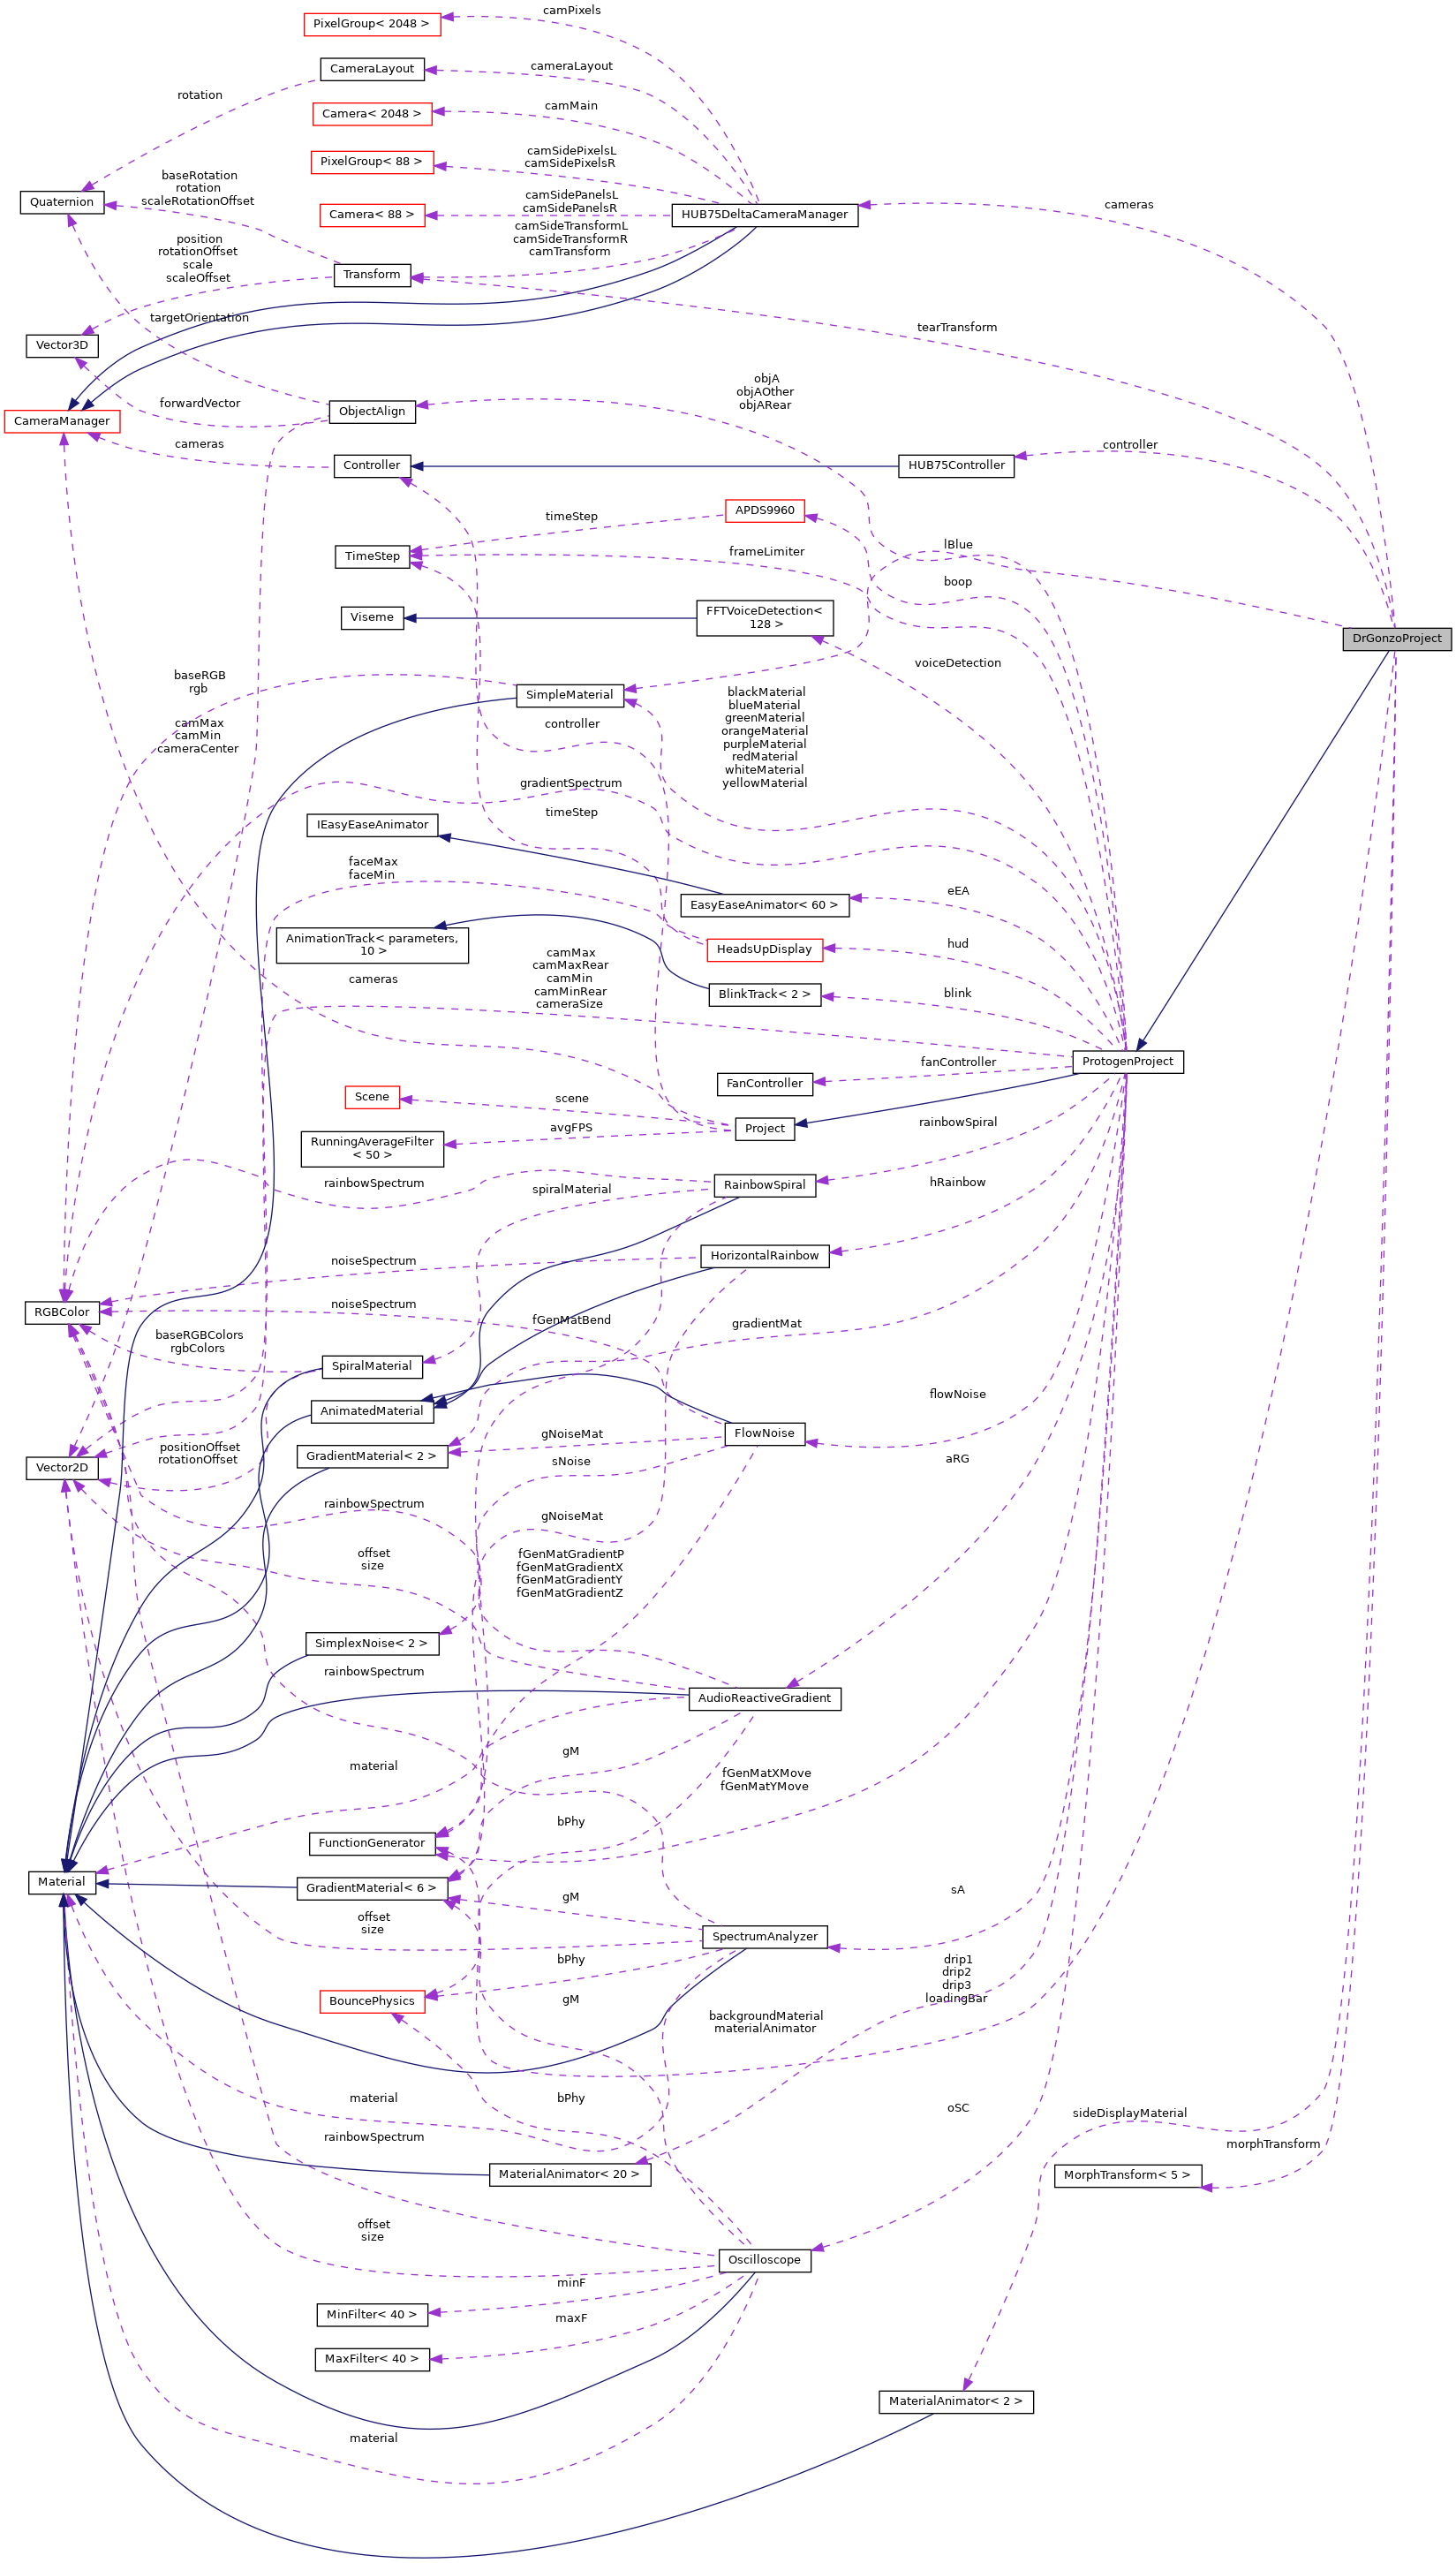 camPixels
PixelGroup< 2048 >
cameraLayout
CameraLayout
rotation
camMain
Camera< 2048 >
camSidePixelsL
camSidePixelsR
PixelGroup< 88 >
baseRotation
rotation
scaleRotationOffset
Quaternion
camSidePanelsL
camSidePanelsR
Camera< 88 >
HUB75DeltaCameraManager
cameras
camSideTransformL
camSideTransformR
camTransform
position
rotationOffset
scale
scaleOffset
Transform
targetOrientation
tearTransform
Vector3D
objA
objAOther
objARear
forwardVector
ObjectAlign
CameraManager
cameras
controller
Controller
HUB75Controller
APDS9960
timeStep
lBlue
TimeStep
frameLimiter
boop
Viseme
FFTVoiceDetection<
128 >
DrGonzoProject
voiceDetection
baseRGB
rgb
SimpleMaterial
blackMaterial
blueMaterial
greenMaterial
orangeMaterial
purpleMaterial
redMaterial
whiteMaterial
yellowMaterial
camMax
camMin
cameraCenter
controller
gradientSpectrum
timeStep
IEasyEaseAnimator
faceMax
faceMin
eEA
EasyEaseAnimator< 60 >
AnimationTrack< parameters,
10 >
hud
HeadsUpDisplay
camMax
camMaxRear
camMin
camMinRear
cameraSize
cameras
blink
BlinkTrack< 2 >
ProtogenProject
fanController
FanController
Scene
scene
rainbowSpiral
avgFPS
Project
RunningAverageFilter
< 50 >
rainbowSpectrum
spiralMaterial
RainbowSpiral
hRainbow
HorizontalRainbow
noiseSpectrum
RGBColor
noiseSpectrum
fGenMatBend
gradientMat
baseRGBColors
rgbColors
SpiralMaterial
flowNoise
AnimatedMaterial
gNoiseMat
FlowNoise
positionOffset
rotationOffset
GradientMaterial< 2 >
sNoise
aRG
Vector2D
rainbowSpectrum
gNoiseMat
offset
size
fGenMatGradientP
fGenMatGradientX
fGenMatGradientY
fGenMatGradientZ
SimplexNoise< 2 >
rainbowSpectrum
AudioReactiveGradient
gM
material
fGenMatXMove
fGenMatYMove
bPhy
FunctionGenerator
Material
GradientMaterial< 6 >
gM
sA
offset
size
SpectrumAnalyzer
bPhy
drip1
drip2
drip3
loadingBar
BouncePhysics
gM
backgroundMaterial
materialAnimator
material
bPhy
oSC
sideDisplayMaterial
rainbowSpectrum
morphTransform
MaterialAnimator< 20 >
MorphTransform< 5 >
offset
size
Oscilloscope
minF
MinFilter< 40 >
maxF
MaxFilter< 40 >
MaterialAnimator< 2 >
material